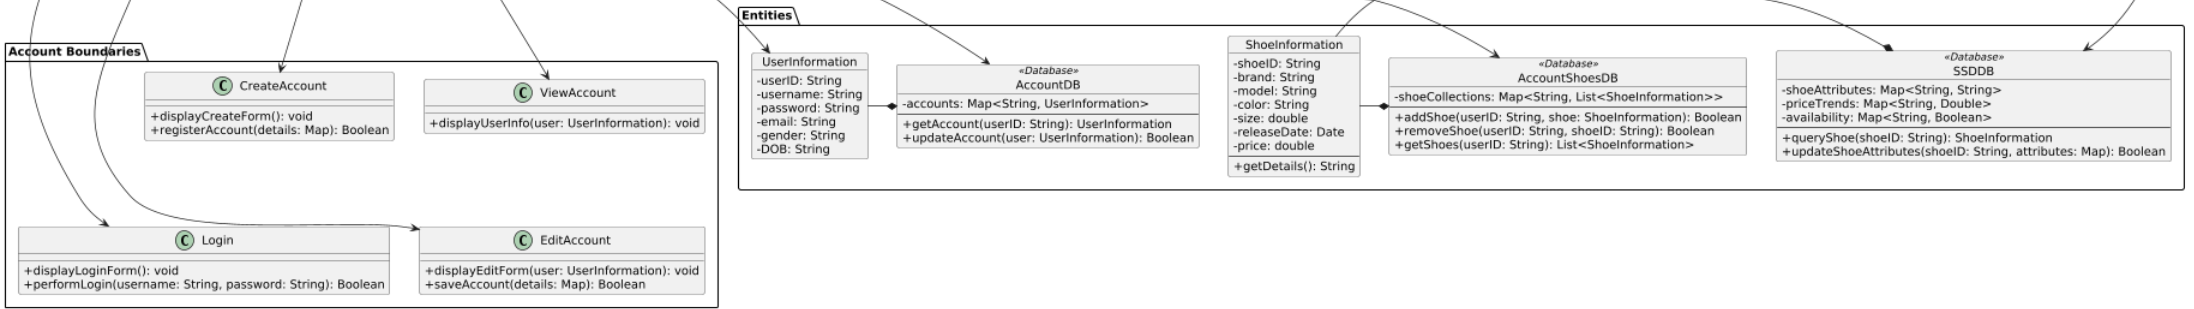 Account Boundaries
C CreateAccount
+displayCreateForm(): void
+registerAccount(details: Map): Boolean
C ViewAccount
+displayUserInfo(user: UserInformation): void
C Login
+displayLoginForm(): void
+performLogin(username: String, password: String): Boolean
C EditAccount
+displayEditForm(user: UserInformation): void
+saveAccount(details: Map): Boolean
Entities
UserInformation
-userID: String
-username: String
-password: String
-email: String
-gender: String
-DOB: String
«Database»
AccountDB
-accounts: Map<String, UserInformation>
+getAccount(userID: String): UserInformation
+updateAccount(user: UserInformation): Boolean
ShoeInformation
-shoeID: String
-brand: String
-model: String
-color: String
-size: double
-releaseDate: Date
-price: double
+getDetails(): String
«Database»
AccountShoesDB
-shoeCollections: Map<String, List<ShoeInformation>>
+addShoe(userID: String, shoe: ShoeInformation): Boolean
+removeShoe(userID: String, shoeID: String): Boolean
+getShoes(userID: String): List<ShoeInformation>
«Database»
SSDDB
-shoeAttributes: Map<String, String>
-priceTrends: Map<String, Double>
-availability: Map<String, Boolean>
+queryShoe(shoeID: String): ShoeInformation
+updateShoeAttributes(shoeID: String, attributes: Map): Boolean